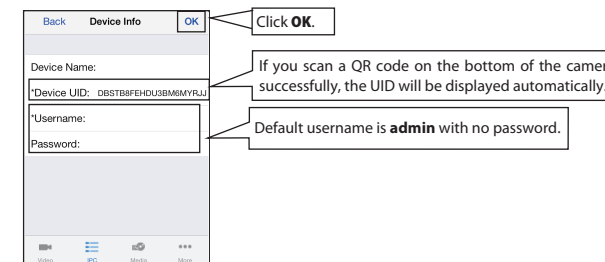 Back Device Info OK
Click OK.
Device Name:
If you scan a QR code on the bottom of the camer
successfully, the UID will be displayed automatically.
*Device UID: DBSTB8FEHDU3BM6MYRJJ
*Username:
Default username is admin with no password.
Password:
Video IPC Media More